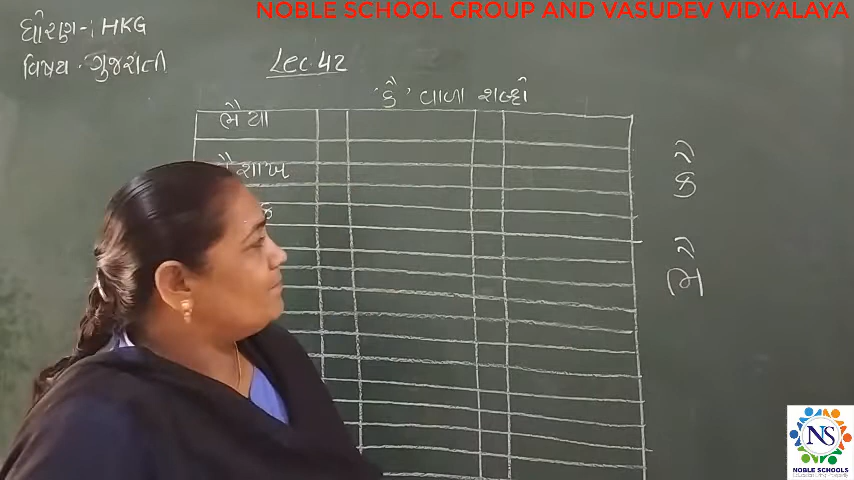 NOBLE SCHOOL GROUP AND VASUDEV VIDYALAYA
ધોરણ -: HKG
વિષય - ગુજરાતી
Lec. 42
'કૈ' વાળા શબ્દો
ભૈયા
શાખ
ક
ભ
NS
NOBLE SCHOOLS